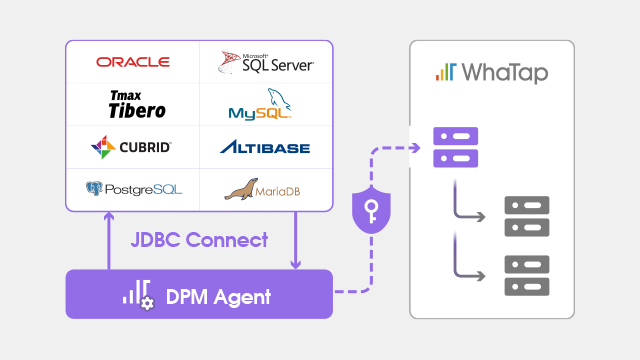 ORACLE
Microsoft
SQL Server
WhaTap
Tmax
Tibero
MySQL
CUBRID
ALTIBASE
PostgreSQL
MariaDB
JDBC Connect
DPM Agent